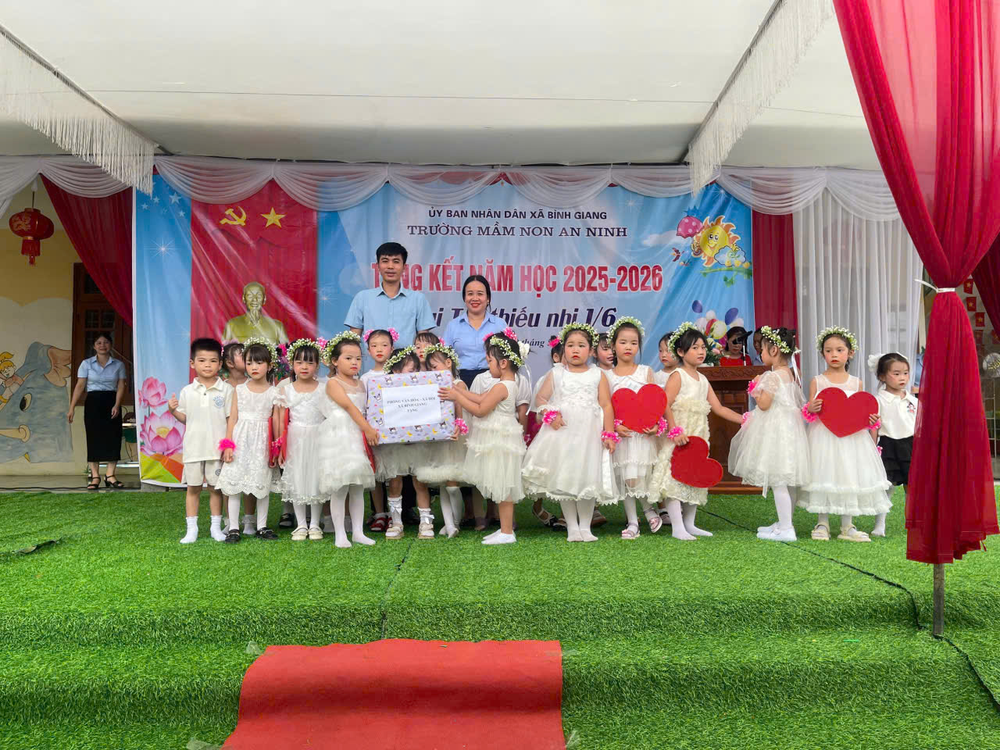 ỦY BAN NHÂN DÂN XÃ BÌNH GIANG
TRƯỜNG MẦM NON AN NINH
KẾT NĂM HỌC 2025-2026
thiếu nhi 1/6
tháng
PHÒNG VĂN HÓA - XÃ HỘI
XÃ BÌNH GIANG
TẶNG